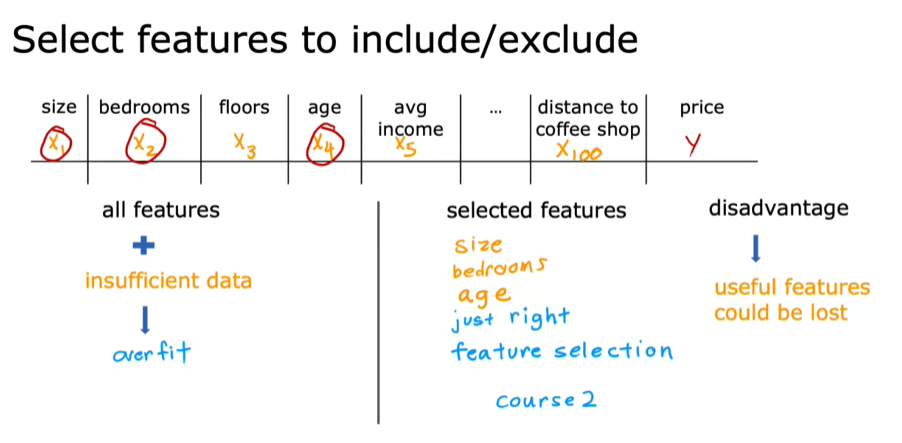 Select features to include/exclude
size bedrooms floors age avg income ... distance to coffee shop price
x₁ x₂ x₃ x₄ x₅ x₁₀₀ y
all features
+
insufficient data
↓
overfit
selected features
size
bedrooms
age
just right
feature selection
course 2
disadvantage
↓
useful features
could be lost